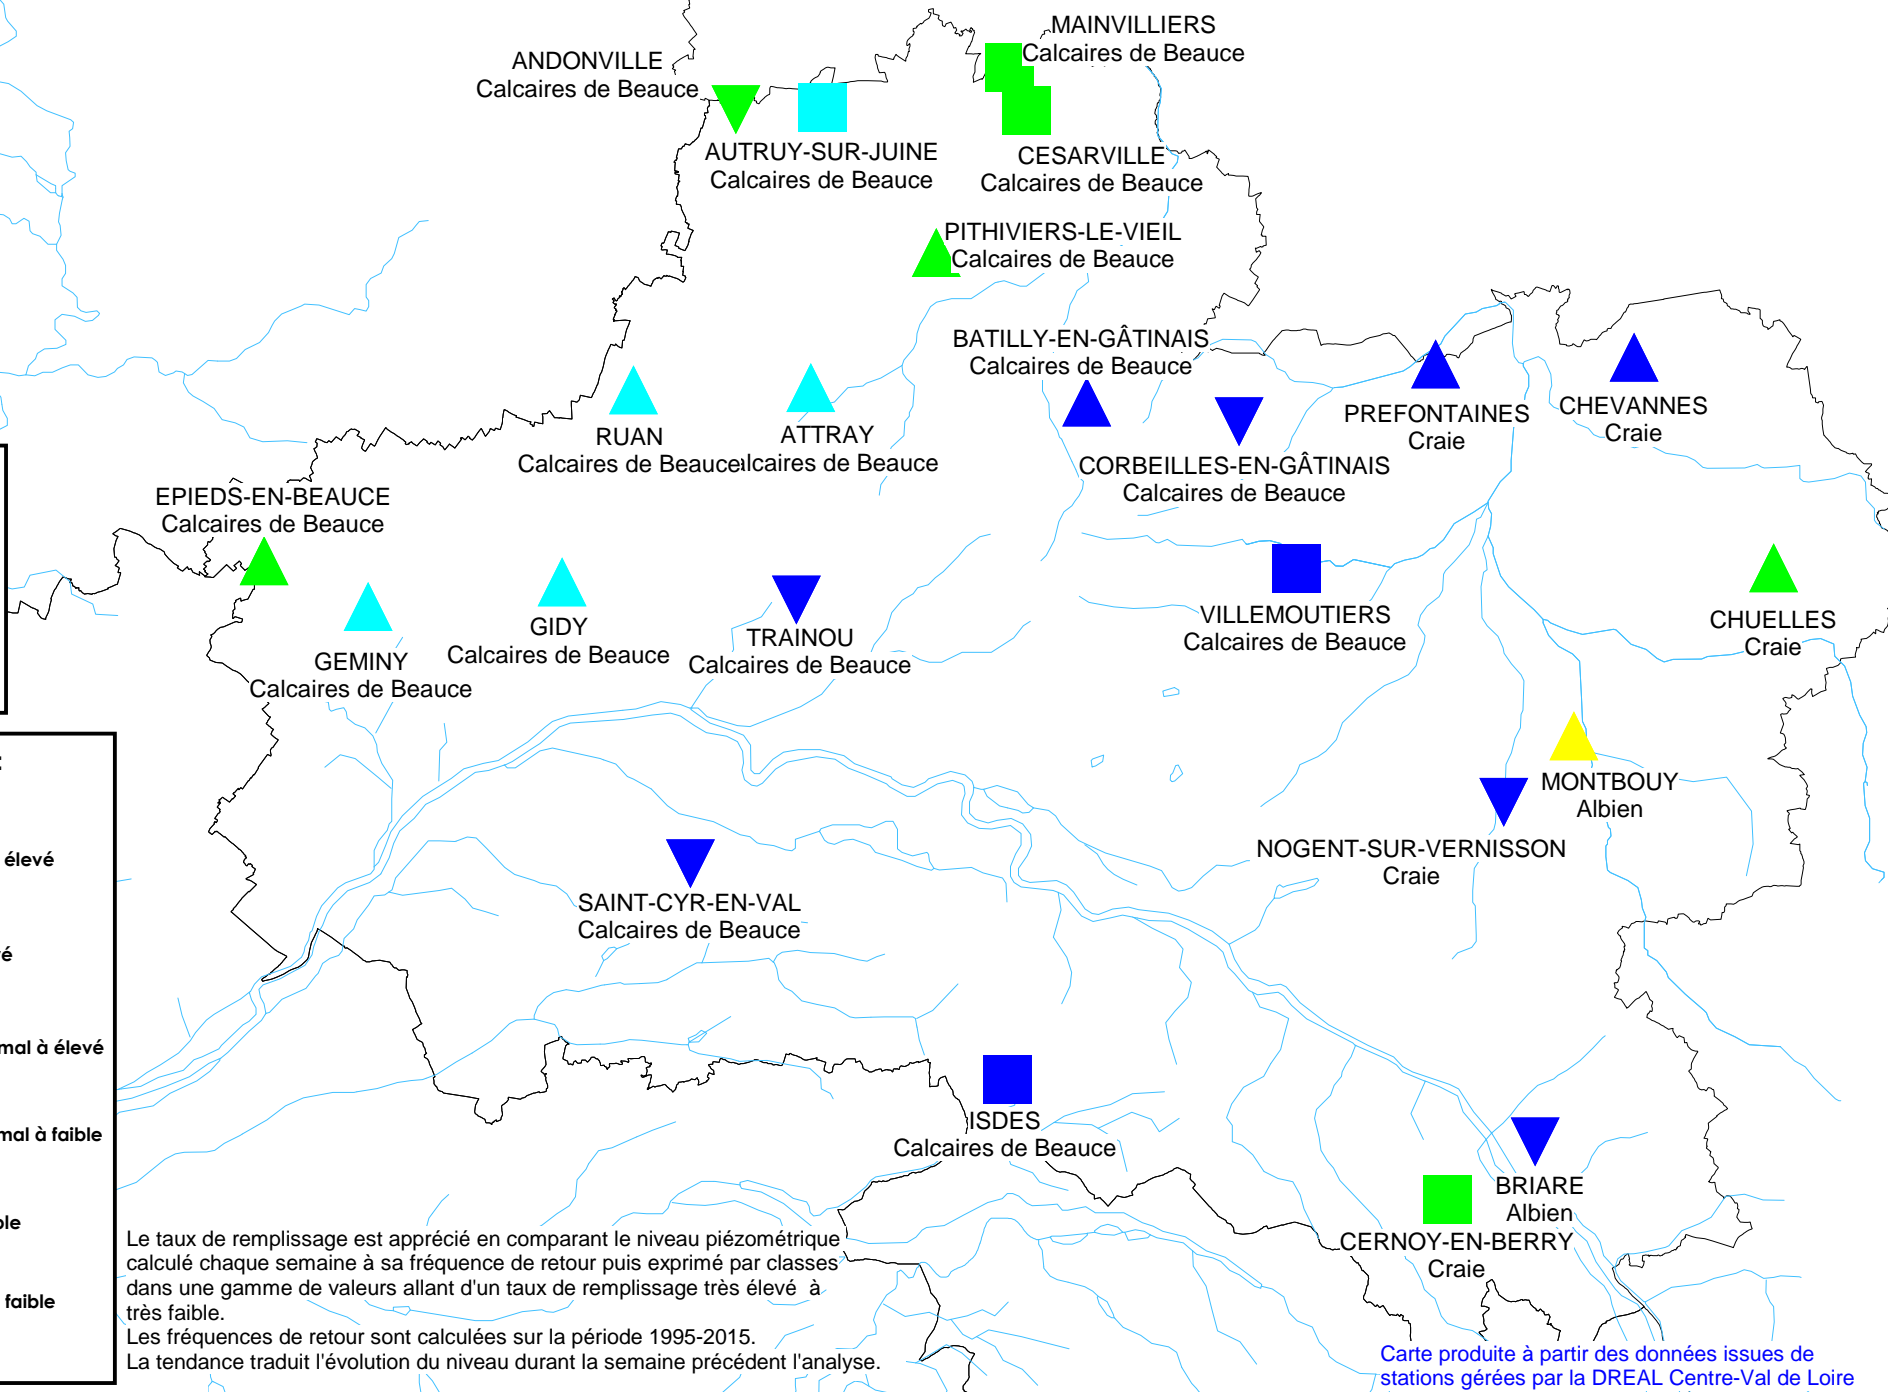 MAINVILLIERS
Calcaires de Beauce
ANDONVILLE
Calcaires de Beauce
AUTRUY-SUR-JUINE
Calcaires de Beauce
CESARVILLE
Calcaires de Beauce
PITHIVIERS-LE-VIEIL
Calcaires de Beauce
BATILLY-EN-GÂTINAIS
Calcaires de Beauce
PREFONTAINES
Craie
CHEVANNES
Craie
RUAN
Calcaires de Beauce
ATTRAY
alcaires de Beauce
CORBEILLES-EN-GÂTINAIS
Calcaires de Beauce
EPIEDS-EN-BEAUCE
Calcaires de Beauce
GEMINY
Calcaires de Beauce
GIDY
Calcaires de Beauce
TRAINOU
Calcaires de Beauce
VILLEMOUTIERS
Calcaires de Beauce
CHUELLES
Craie
MONTBOUY
Albien
NOGENT-SUR-VERNISSON
Craie
SAINT-CYR-EN-VAL
Calcaires de Beauce
ISDES
Calcaires de Beauce
BRIARE
Albien
CERNOY-EN-BERRY
Craie
:
élevé
é
mal à élevé
mal à faible
ble
faible
Le taux de remplissage est apprécié en comparant le niveau piézométrique
calculé chaque semaine à sa fréquence de retour puis exprimé par classes
dans une gamme de valeurs allant d'un taux de remplissage très élevé à
très faible.
Les fréquences de retour sont calculées sur la période 1995-2015.
La tendance traduit l'évolution du niveau durant la semaine précédent l'analyse.
Carte produite à partir des données issues de
stations gérées par la DREAL Centre-Val de Loire